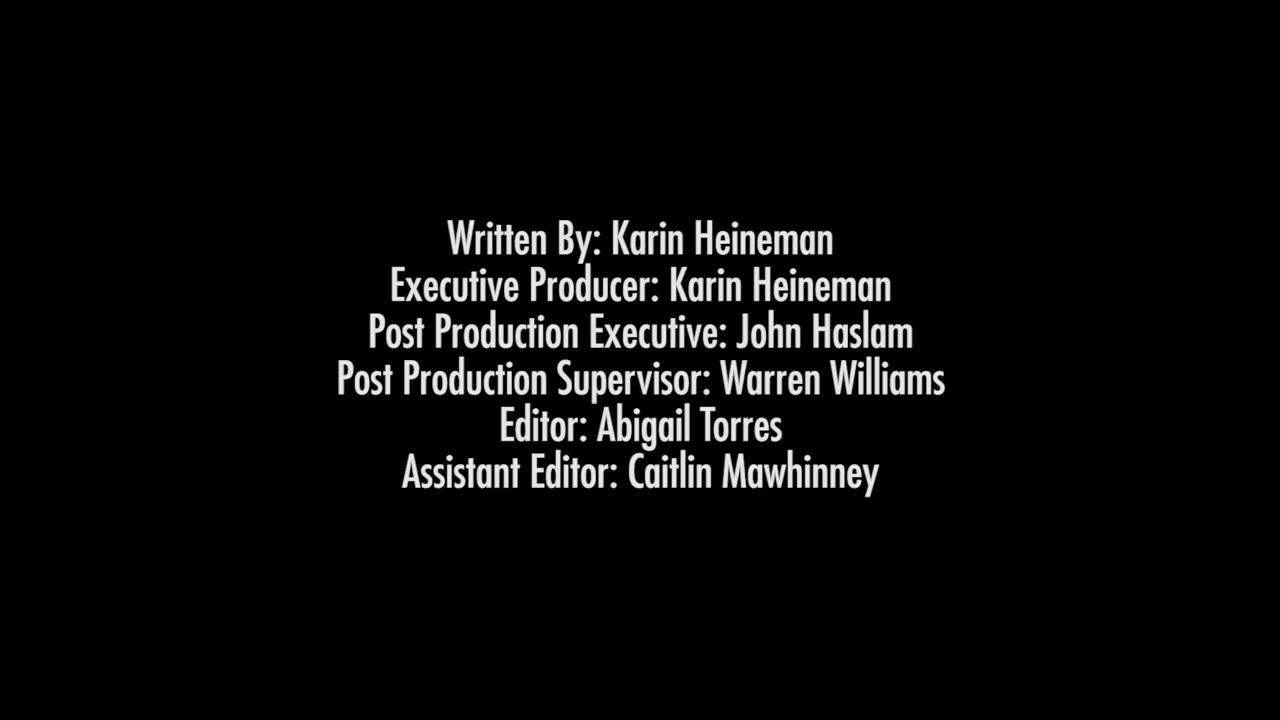 Written By: Karin Heineman
Executive Producer: Karin Heineman
Post Production Executive: John Haslam
Post Production Supervisor: Warren Williams
Editor: Abigail Torres
Assistant Editor: Caitlin Mawhinney